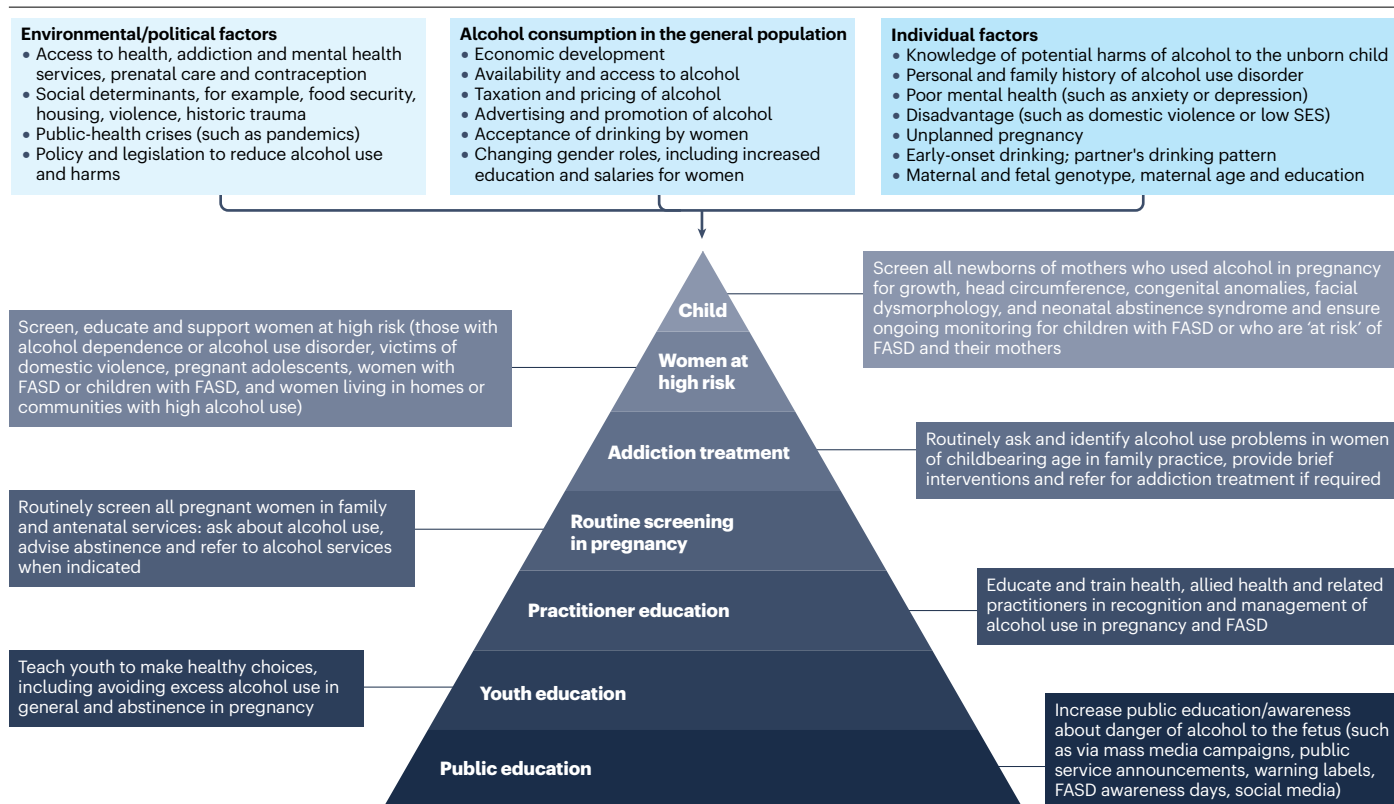 Environmental/political factors
• Access to health, addiction and mental health
services, prenatal care and contraception
• Social determinants, for example, food security,
housing, violence, historic trauma
• Public-health crises (such as pandemics)
• Policy and legislation to reduce alcohol use
and harms
Alcohol consumption in the general population
• Economic development
• Availability and access to alcohol
• Taxation and pricing of alcohol
• Advertising and promotion of alcohol
• Acceptance of drinking by women
• Changing gender roles, including increased
education and salaries for women
Individual factors
• Knowledge of potential harms of alcohol to the unborn child
• Personal and family history of alcohol use disorder
• Poor mental health (such as anxiety or depression)
• Disadvantage (such as domestic violence or low SES)
• Unplanned pregnancy
• Early-onset drinking; partner's drinking pattern
• Maternal and fetal genotype, maternal age and education
Child
Screen all newborns of mothers who used alcohol in pregnancy
for growth, head circumference, congenital anomalies, facial
dysmorphology, and neonatal abstinence syndrome and ensure
ongoing monitoring for children with FASD or who are ‘at risk’ of
FASD and their mothers
Screen, educate and support women at high risk (those with
alcohol dependence or alcohol use disorder, victims of
domestic violence, pregnant adolescents, women with
FASD or children with FASD, and women living in homes or
communities with high alcohol use)
Women at
high risk
Addiction treatment
Routinely ask and identify alcohol use problems in women
of childbearing age in family practice, provide brief
interventions and refer for addiction treatment if required
Routinely screen all pregnant women in family
and antenatal services: ask about alcohol use,
advise abstinence and refer to alcohol services
when indicated
Routine screening
in pregnancy
Practitioner education
Educate and train health, allied health and related
practitioners in recognition and management of
alcohol use in pregnancy and FASD
Teach youth to make healthy choices,
including avoiding excess alcohol use in
general and abstinence in pregnancy
Youth education
Public education
Increase public education/awareness
about danger of alcohol to the fetus (such
as via mass media campaigns, public
service announcements, warning labels,
FASD awareness days, social media)